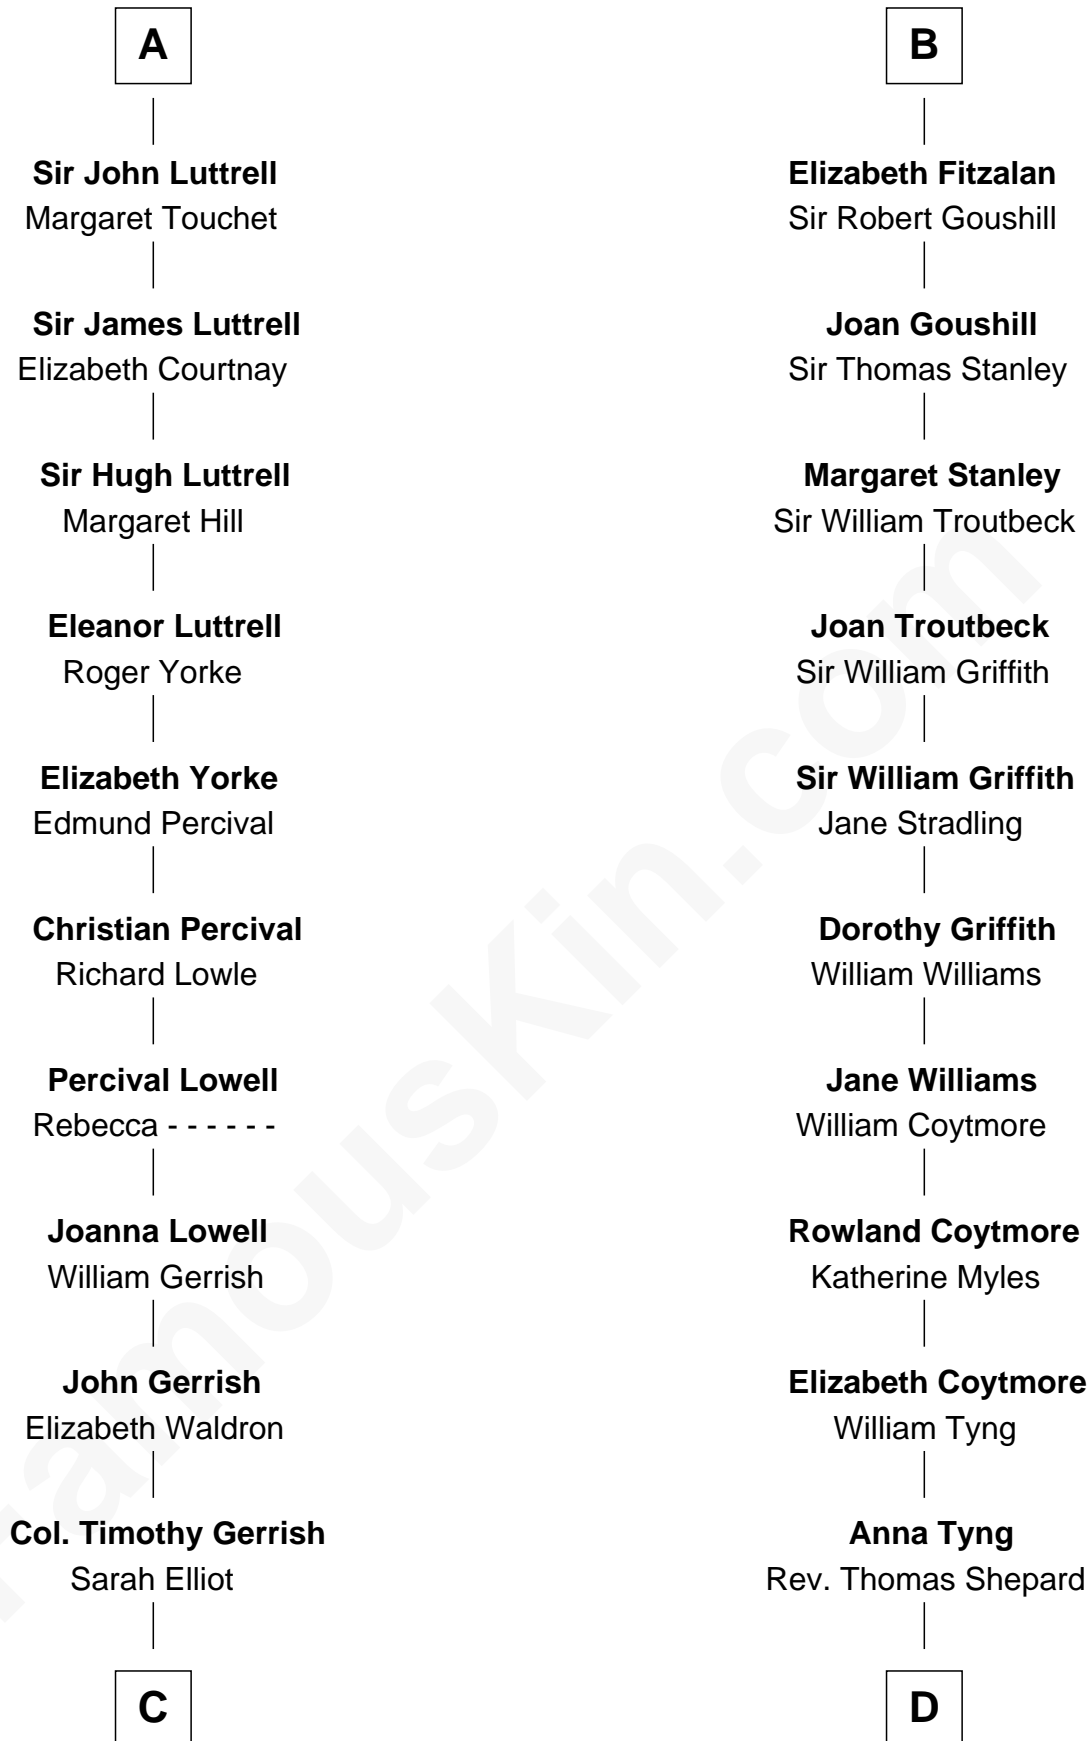 A
Sir John Luttrell
Margaret Touchet
Sir James Luttrell
Elizabeth Courtnay
Sir Hugh Luttrell
Margaret Hill
Eleanor Luttrell
Roger Yorke
Elizabeth Yorke
Edmund Percival
Christian Percival
Richard Lowle
Percival Lowell
Rebecca - - - - - -
Joanna Lowell
William Gerrish
John Gerrish
Elizabeth Waldron
Col. Timothy Gerrish
Sarah Elliot
C
B
Elizabeth Fitzalan
Sir Robert Goushill
Joan Goushill
Sir Thomas Stanley
Margaret Stanley
Sir William Troutbeck
Joan Troutbeck
Sir William Griffith
Sir William Griffith
Jane Stradling
Dorothy Griffith
William Williams
Jane Williams
William Coytmore
Rowland Coytmore
Katherine Myles
Elizabeth Coytmore
William Tyng
Anna Tyng
Rev. Thomas Shepard
D
FamousKin.com